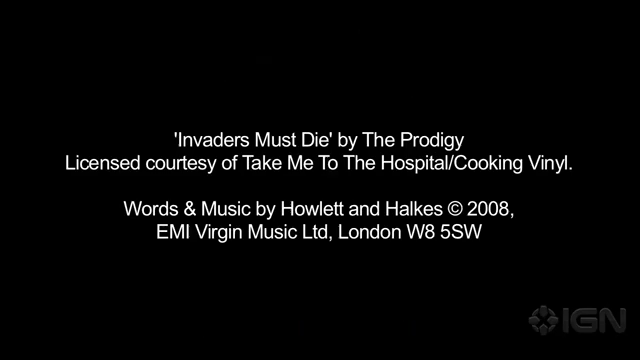 'Invaders Must Die' by The Prodigy
Licensed courtesy of Take Me To The Hospital/Cooking Vinyl.
Words & Music by Howlett and Halkes © 2008,
EMI Virgin Music Ltd, London W8 5SW
IGN